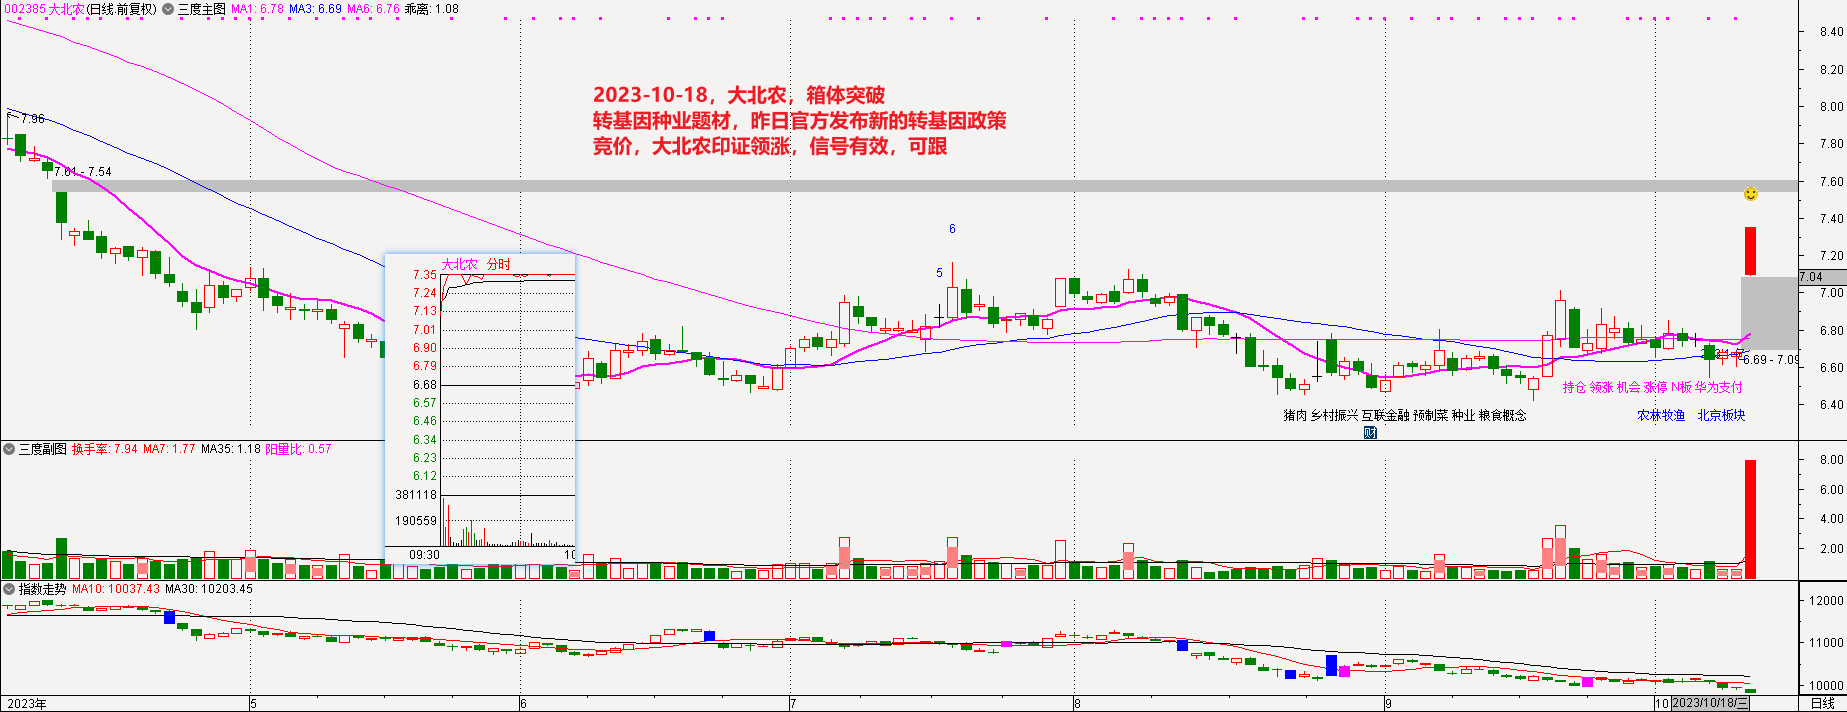 002385 大北农(日线.前复权) 三度主图 MA1: 6.78 MA3: 6.69 MA6: 6.76 乖离: 1.08
8.40
8.20
8.00
7.80
7.60
7.40
7.20
7.04
7.00
6.80
6.60
6.40
7.96
7.61 - 7.54
2023-10-18，大北农，箱体突破
转基因种业题材，昨日官方发布新的转基因政策
竞价，大北农印证领涨，信号有效，可跟
6
5
大北农 分时
7.35
7.24
7.13
7.01
6.90
6.79
6.68
6.57
6.46
6.34
6.23
6.12
381118
190559
09:30
10
6.69 - 7.09
持仓 领涨 机会 涨停 N板 华为支付
猪肉 乡村振兴 互联金融 预制菜 种业 粮食概念
农林牧渔 北京板块
财
三度副图 换手率: 7.94 MA7: 1.77 MA35: 1.18 阳量比: 0.57
8.00
6.00
4.00
2.00
指数走势 MA10: 10037.43 MA30: 10203.45
12000
11000
10000
2023年
5
6
7
8
9
10
2023/10/18/三
日线